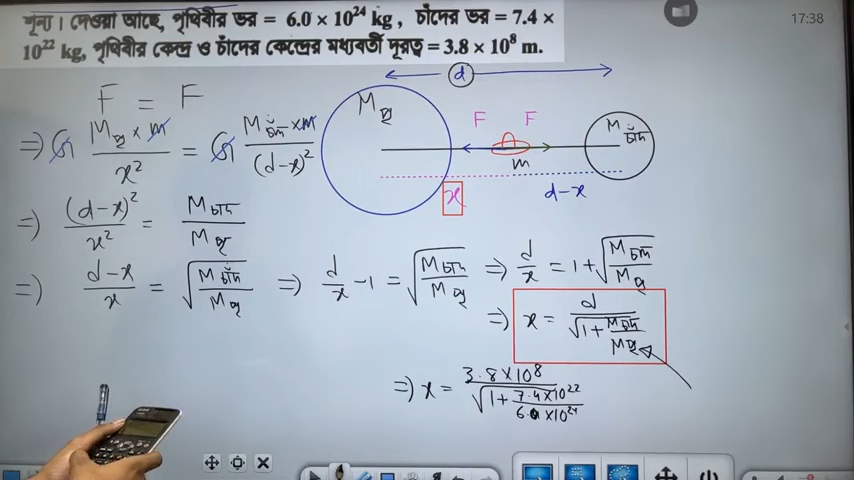 শূন্য। দেওয়া আছে, পৃথিবীর ভর = 6.0 × 10²⁴ kg, চাঁদের ভর = 7.4 ×
10²² kg, পৃথিবীর কেন্দ্র ও চাঁদের কেন্দ্রের মধ্যবর্তী দূরত্ব = 3.8 × 10⁸ m.
17:38
d
M পৃ
F F
m
M চাঁদ
x
d-x
F = F
⇒ G (M পৃ × m)/x² = G (M চাঁদ × m)/(d-x)²
⇒ (d-x)²/x² = M চাঁদ/M পৃ
⇒ (d-x)/x = √(M চাঁদ/M পৃ) ⇒ d/x - 1 = √(M চাঁদ/M পৃ) ⇒ d/x = 1 + √(M চাঁদ/M পৃ)
⇒ x = d/√(1 + M চাঁদ/M পৃ)
⇒ x = 3.8 × 10⁸/√(1 + 7.4 × 10²²/6.0 × 10²⁴)